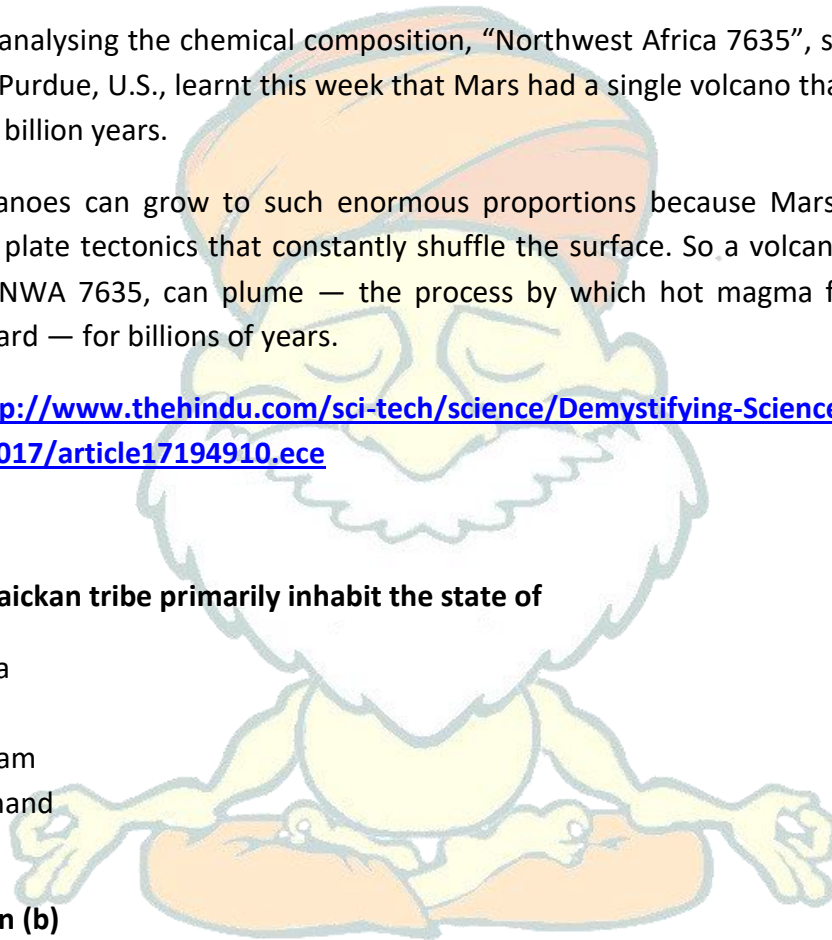 analysing the chemical composition, “Northwest Africa 7635”, s
Purdue, U.S., learnt this week that Mars had a single volcano tha
billion years.
anoes can grow to such enormous proportions because Mars
plate tectonics that constantly shuffle the surface. So a volcan
NWA 7635, can plume — the process by which hot magma f
ard — for billions of years.
p://www.thehindu.com/sci-tech/science/Demystifying-Science
017/article17194910.ece
aickan tribe primarily inhabit the state of
a
am
hand
n (b)